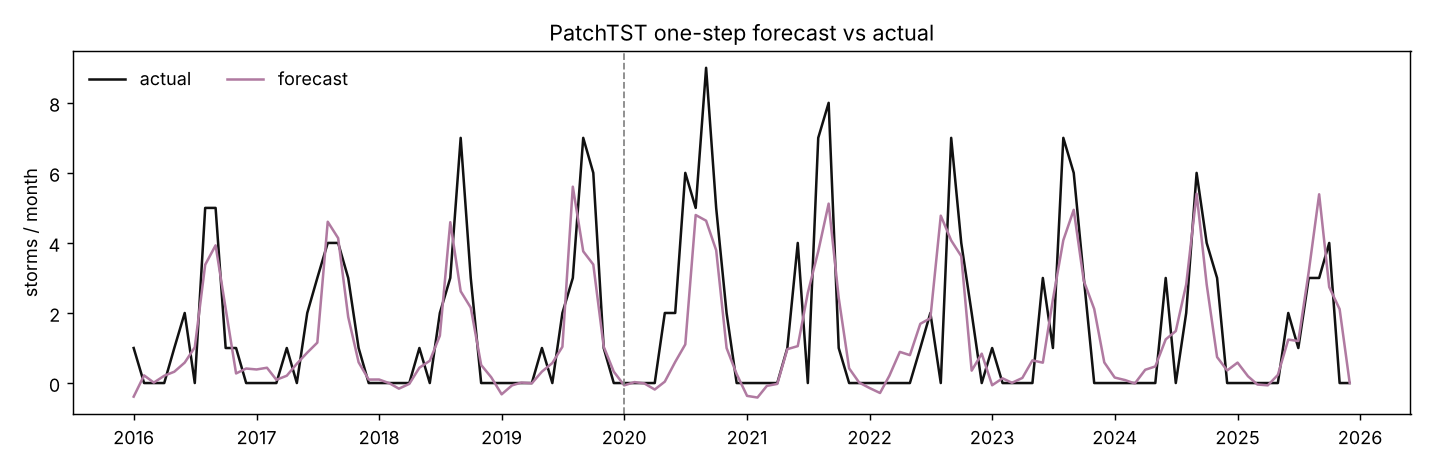 PatchTST one-step forecast vs actual
actual
forecast
storms / month
8
6
4
2
0
2016 2017 2018 2019 2020 2021 2022 2023 2024 2025 2026